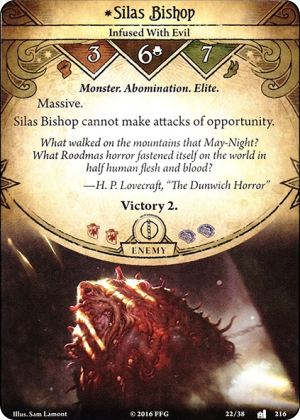 *Silas Bishop
Infused With Evil
3 6 7
Monster. Abomination. Elite.
Massive.
Silas Bishop cannot make attacks of opportunity.
What walked on the mountains that May-Night?
What Roodmas horror fastened itself on the world in
half human flesh and blood?
—H. P. Lovecraft, “The Dunwich Horror”
Victory 2.
ENEMY
Illus. Sam Lamont © 2016 FFG 22/38 216